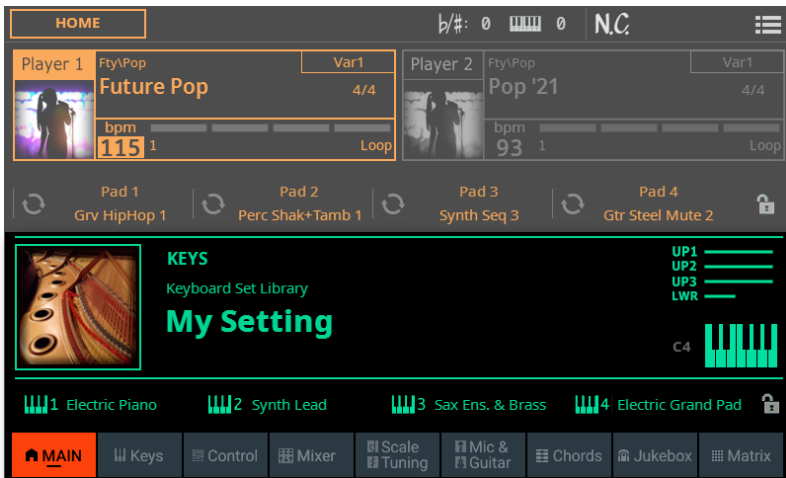 HOME
b/#: 0 0 N.C.
Player 1 Fty\Pop Var1
Future Pop 4/4
bpm
115 1 Loop
Player 2 Fty\Pop Var1
Pop '21 4/4
bpm
93 1 Loop
Pad 1
Grv HipHop 1
Pad 2
Perc Shak+Tamb 1
Pad 3
Synth Seq 3
Pad 4
Gtr Steel Mute 2
KEYS
Keyboard Set Library
My Setting
UP1
UP2
UP3
LWR
C4
1 Electric Piano
2 Synth Lead
3 Sax Ens. & Brass
4 Electric Grand Pad
MAIN
Keys
Control
Mixer
Scale
Tuning
Mic &
Guitar
Chords
Jukebox
Matrix